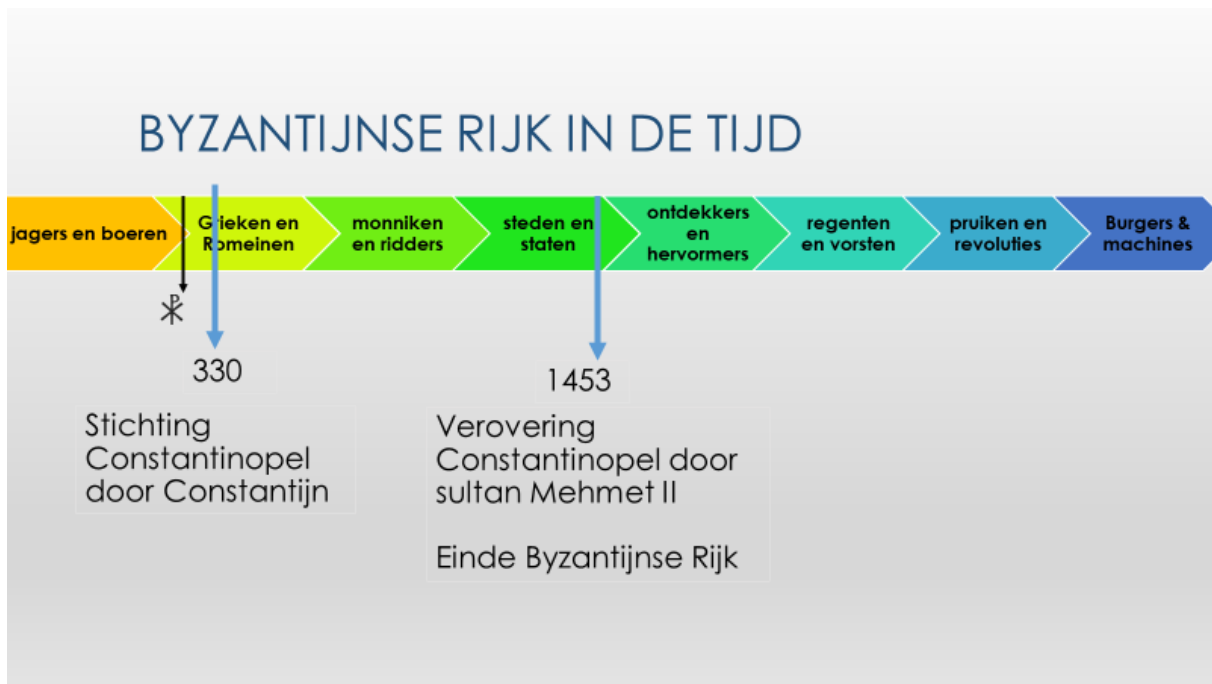 BYZANTIJNSE RIJK IN DE TIJD
jagers en boeren
Grieken en
Romeinen
monniken
en ridders
steden en
staten
ontdekkers
en
hervormers
regenten
en vorsten
pruiken en
revoluties
Burgers &
machines
330
Stichting
Constantinopel
door Constantijn
1453
Verovering
Constantinopel door
sultan Mehmet II
Einde Byzantijnse Rijk